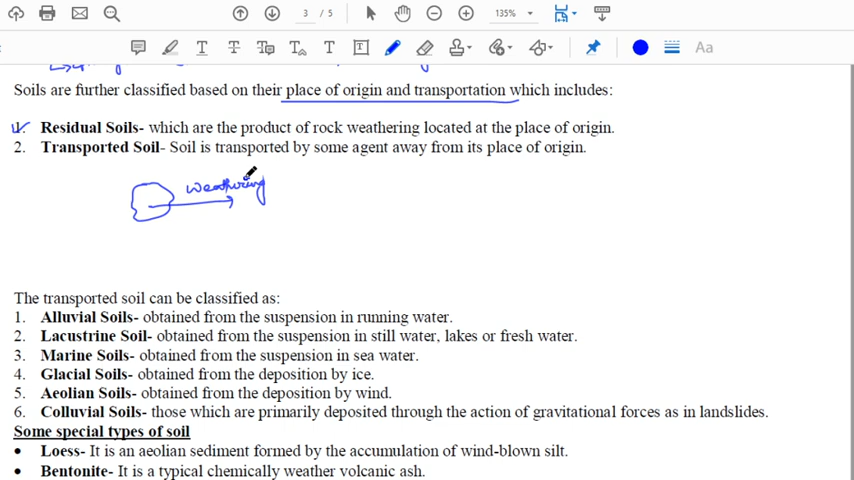 3 / 5
135%
T T T T T Aa
Soils are further classified based on their place of origin and transportation which includes:
1. Residual Soils- which are the product of rock weathering located at the place of origin.
2. Transported Soil- Soil is transported by some agent away from its place of origin.
Weathering
The transported soil can be classified as:
1. Alluvial Soils- obtained from the suspension in running water.
2. Lacustrine Soil- obtained from the suspension in still water, lakes or fresh water.
3. Marine Soils- obtained from the suspension in sea water.
4. Glacial Soils- obtained from the deposition by ice.
5. Aeolian Soils- obtained from the deposition by wind.
6. Colluvial Soils- those which are primarily deposited through the action of gravitational forces as in landslides.
Some special types of soil
• Loess- It is an aeolian sediment formed by the accumulation of wind-blown silt.
• Bentonite- It is a typical chemically weather volcanic ash.